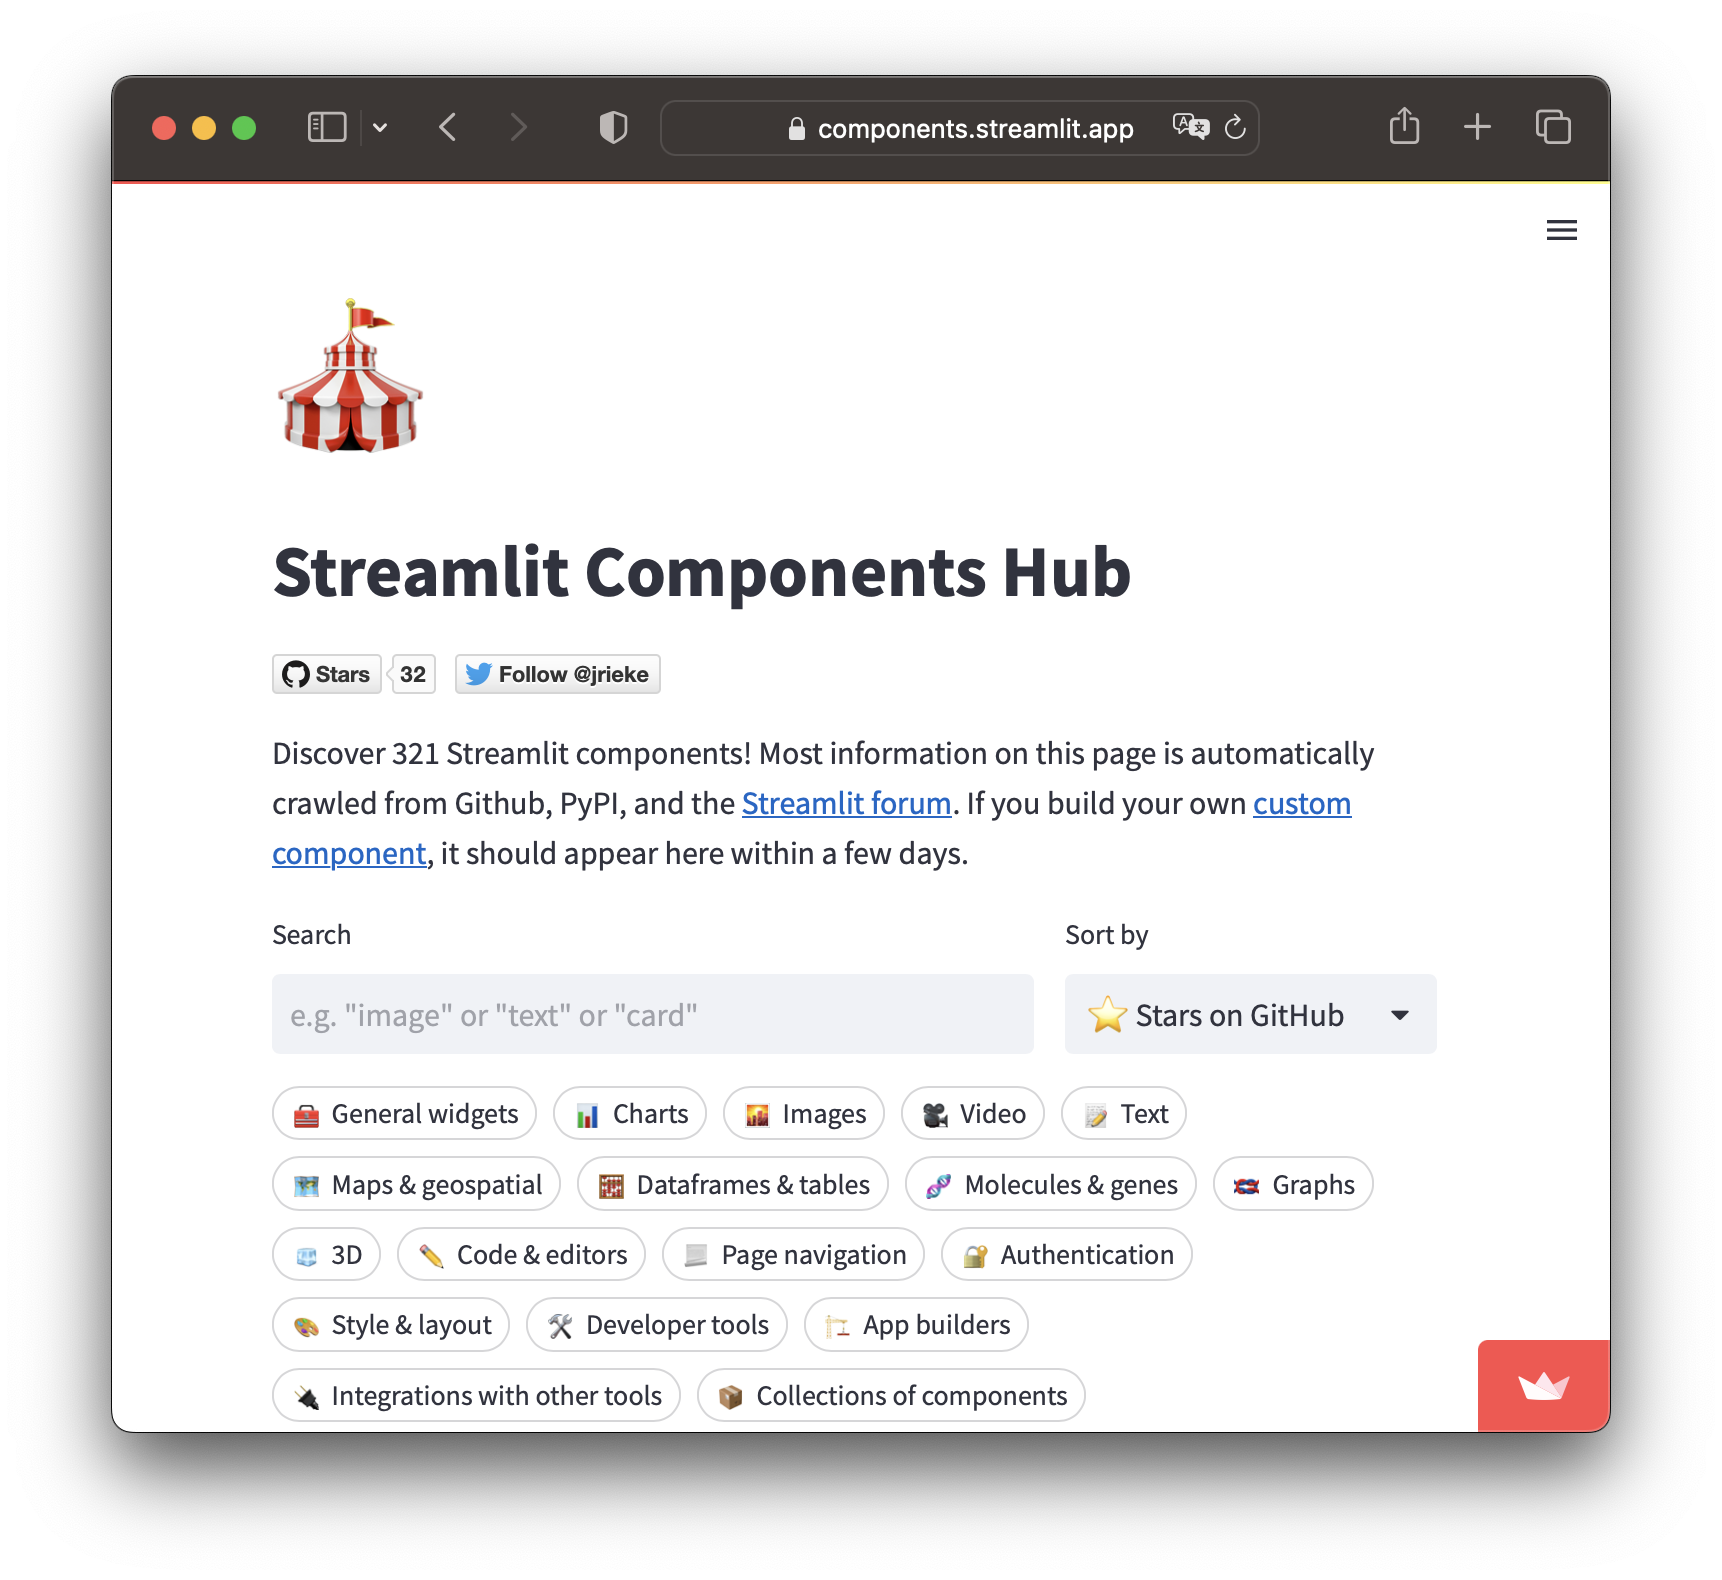 components.streamlit.app
Streamlit Components Hub
Stars 32 Follow @jrieke
Discover 321 Streamlit components! Most information on this page is automatically
crawled from Github, PyPI, and the Streamlit forum. If you build your own custom
component, it should appear here within a few days.
Search Sort by
e.g. "image" or "text" or "card" Stars on GitHub
General widgets Charts Images Video Text
Maps & geospatial Dataframes & tables Molecules & genes Graphs
3D Code & editors Page navigation Authentication
Style & layout Developer tools App builders
Integrations with other tools Collections of components